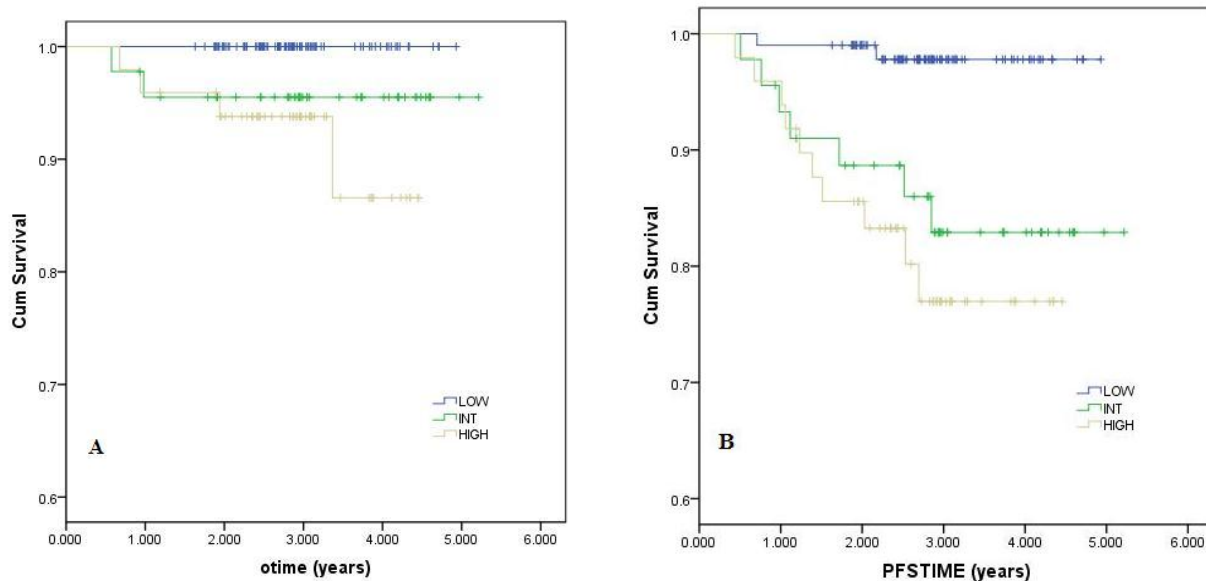 1.0
0.9
0.8
0.7
0.6
Cum Survival
LOW
INT
HIGH
A
0.000 1.000 2.000 3.000 4.000 5.000 6.000
otime (years)
1.0
0.9
0.8
0.7
0.6
Cum Survival
LOW
INT
HIGH
B
0.000 1.000 2.000 3.000 4.000 5.000 6.000
PFSTIME (years)